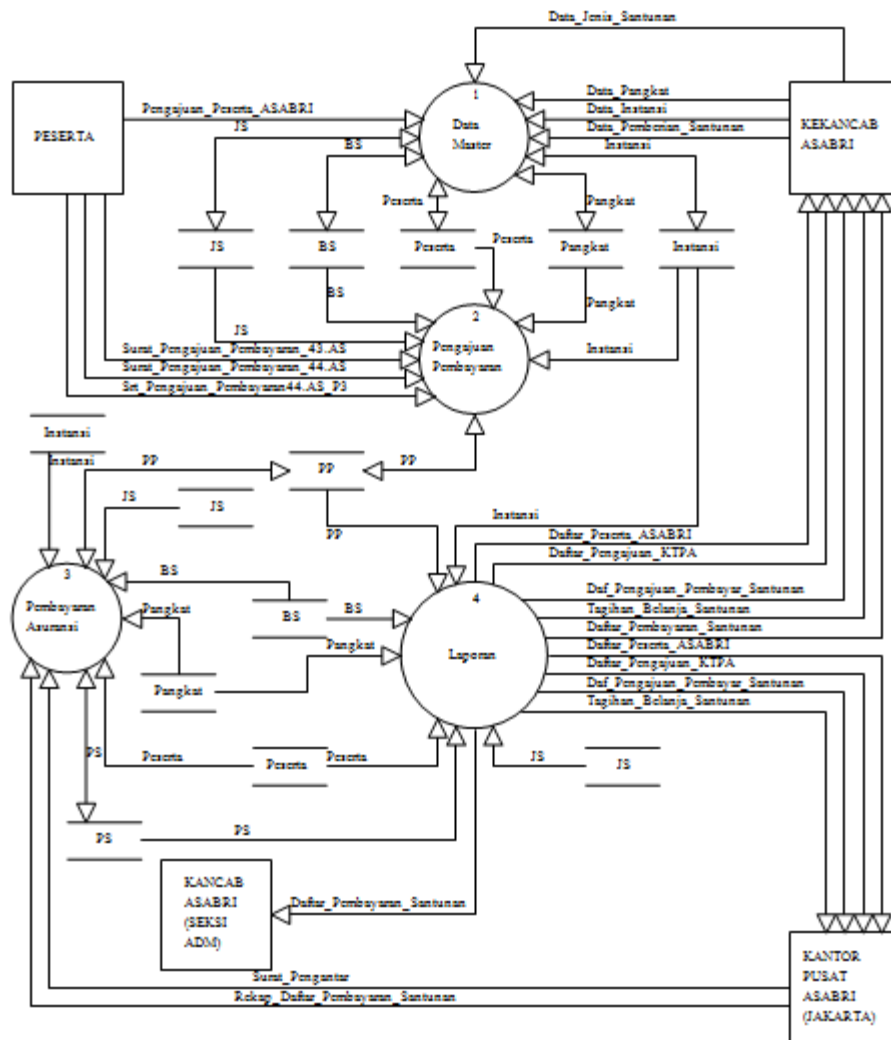 Data_Jenis_Santunan
PESERTA
Pengajuan_Peserta_ASABRI
JS
BS
1
Data
Master
Data_Pangkat
Data_Instansi
Data_Pemberian_Santunan
Instansi
KEKANCAB
ASABRI
Peserta
Pangkat
JS
BS
Peserta
Peserta
Pangkat
Instansi
BS
Pangkat
JS
2
Pengajuan
Pembayaran
Instansi
Surat_Pengajuan_Pembayaran_43.AS
Surat_Pengajuan_Pembayaran_44.AS
Srt_Pengajuan_Pembayaran44.AS_P3
Instansi
Instansi
PP
PP
PP
JS
JS
PP
Instansi
Daftar_Peserta_ASABRI
Daftar_Pengajuan_KTPA
3
Pembayaran
Asuransi
BS
BS
BS
Pangkat
Pangkat
Pangkat
4
Laporan
Daf_Pengajuan_Pembayar_Santunan
Tagihan_Belanja_Santunan
Daftar_Pembayaran_Santunan
Daftar_Peserta_ASABRI
Daftar_Pengajuan_KTPA
Daf_Pengajuan_Pembayar_Santunan
Tagihan_Belanja_Santunan
PS
Peserta
Peserta
Peserta
JS
JS
PS
PS
KANCAB
ASABRI
(SEKSI
ADM)
Daftar_Pembayaran_Santunan
Surat_Pengantar
Rekap_Daftar_Pembayaran_Santunan
KANTOR
PUSAT
ASABRI
(JAKARTA)